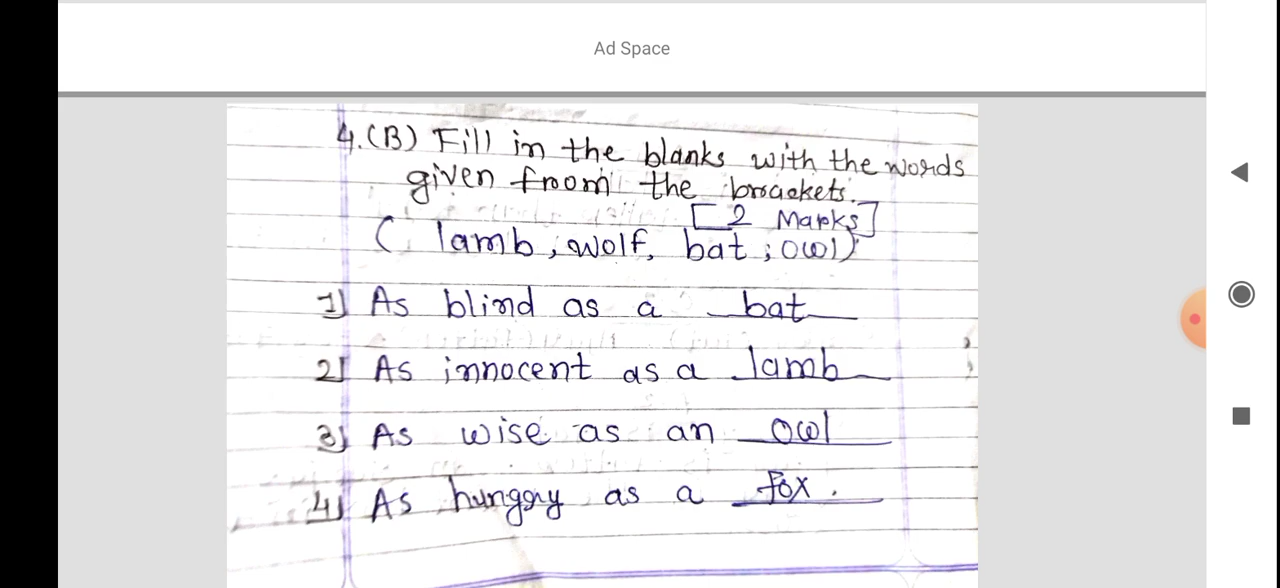 Ad Space
4. (B) Fill in the blanks with the words
given from the brackets.
[2 Marks]
( lamb, wolf, bat, owl)
1) As blind as a bat
2) As innocent as a lamb
3) As wise as an owl
4) As hungry as a fox.